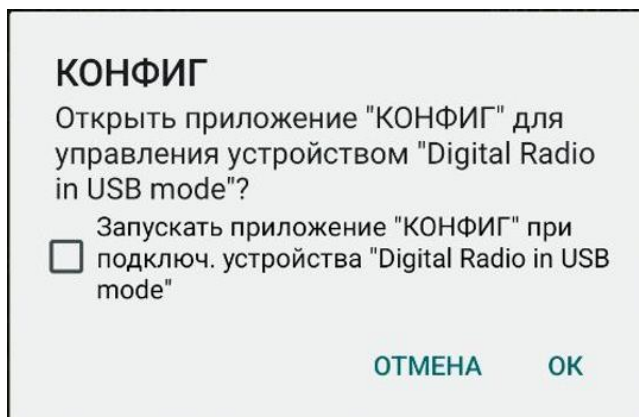 КОНФИГ
Открыть приложение "КОНФИГ" для
управления устройством "Digital Radio
in USB mode"?
Запускать приложение "КОНФИГ" при
подключ. устройства "Digital Radio in USB
mode"
ОТМЕНА ОК